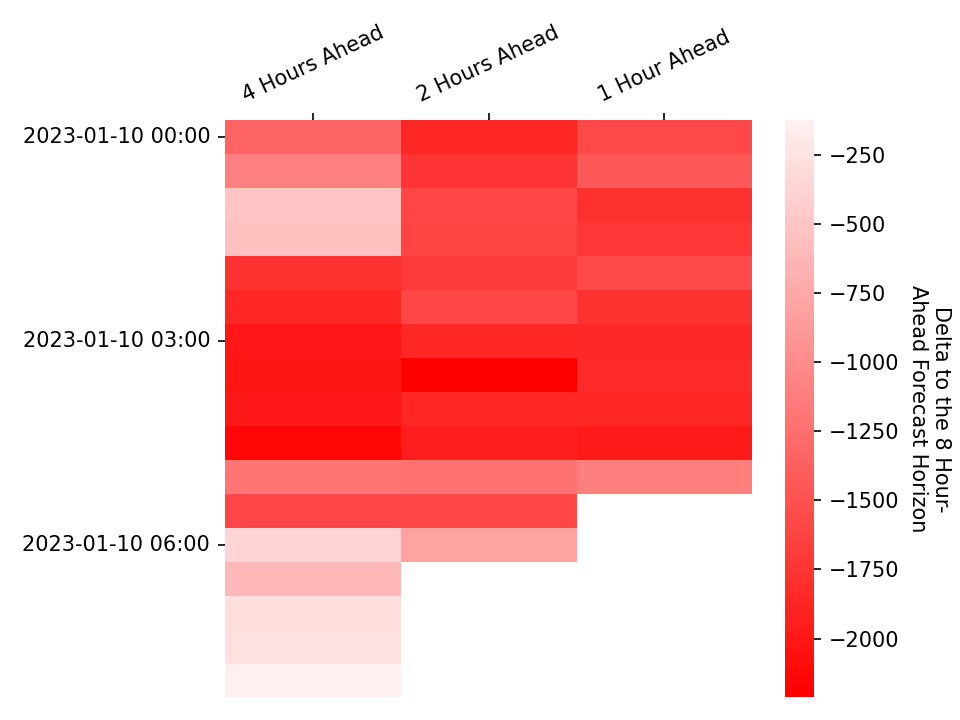 4 Hours Ahead
2 Hours Ahead
1 Hour Ahead
2023-01-10 00:00
2023-01-10 03:00
2023-01-10 06:00
−250
−500
−750
−1000
−1250
−1500
−1750
−2000
Delta to the 8 Hour-
Ahead Forecast Horizon